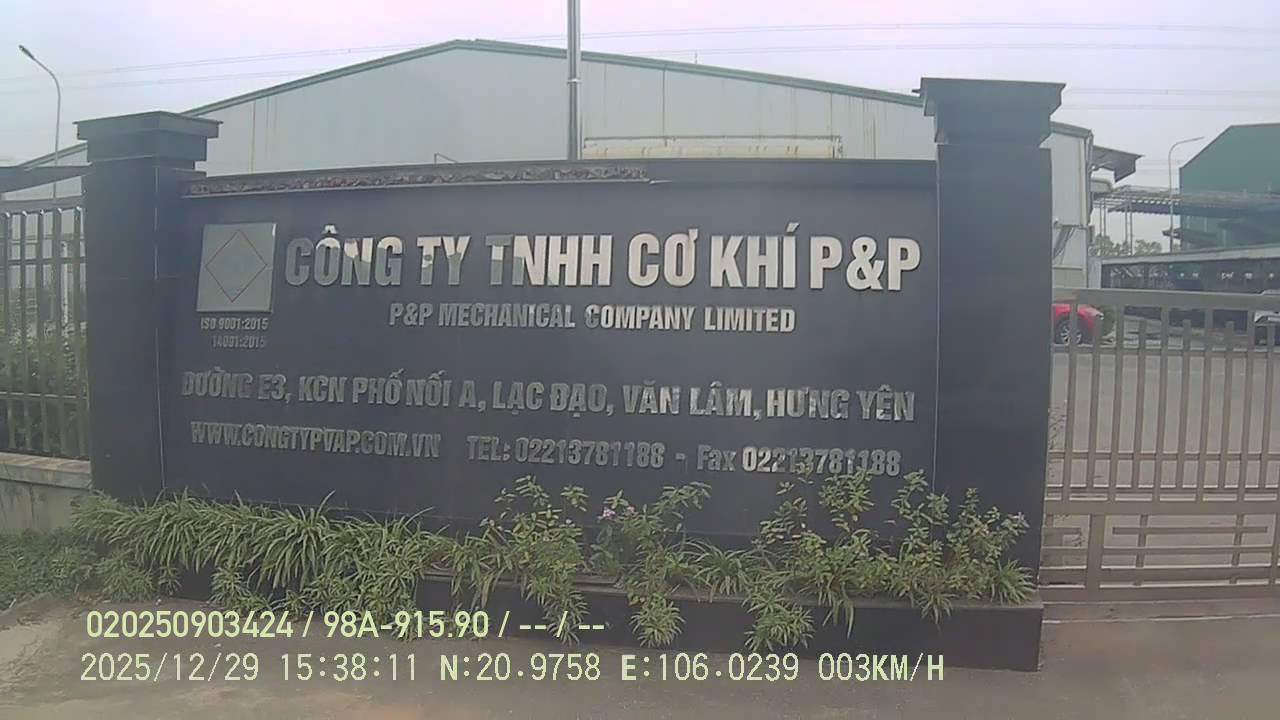 CÔNG TY TNHH CƠ KHÍ P&P
P&P MECHANICAL COMPANY LIMITED
ISO 9001:2015
14001:2015
ĐƯỜNG E3, KCN PHỐ NỐI A, LẠC ĐẠO, VĂN LÂM, HƯNG YÊN
WWW.CONGTYPVAP.COM.VN TEL: 02213781188 - Fax 02213781188
020250903424 / 98A-915.90 / -- / --
2025/12/29 15:38:11 N:20.9758 E:106.0239 003KM/H